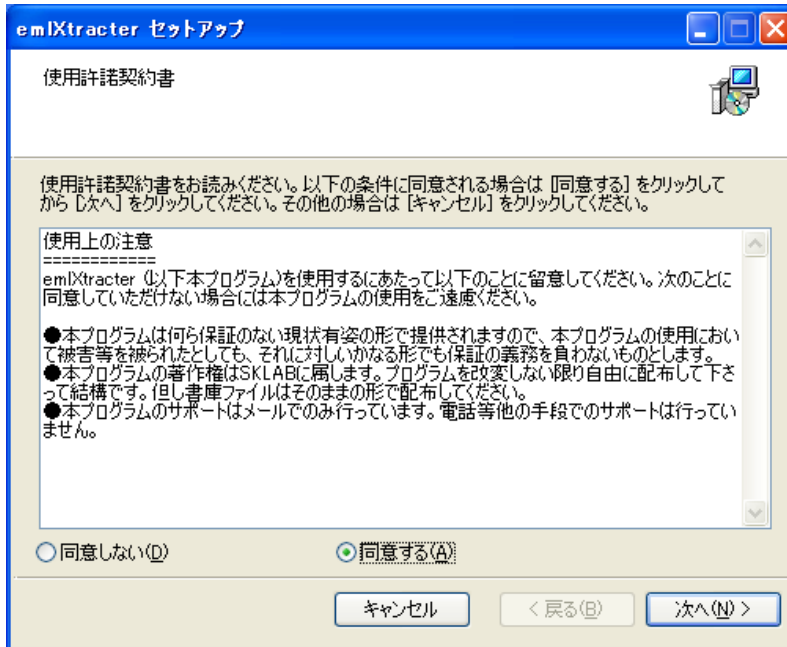 emlXtracter セットアップ
使用許諾契約書
使用許諾契約書をお読みください。以下の条件に同意される場合は [同意する] をクリックして
から [次へ] をクリックしてください。その他の場合は [キャンセル] をクリックしてください。
使用上の注意
============
emlXtracter (以下本プログラム)を使用するにあたって以下のことに留意してください。次のことに
同意していただけない場合には本プログラムの使用をご遠慮ください。
●本プログラムは何ら保証のない現状有姿の形で提供されますので、本プログラムの使用におい
て被害等を被られたとしても、それに対しいかなる形でも保証の義務を負わないものとします。
●本プログラムの著作権はSKLABに属します。プログラムを改変しない限り自由に配布して下さ
って結構です。但し書庫ファイルはそのままの形で配布してください。
●本プログラムのサポートはメールでのみ行っています。電話等他の手段でのサポートは行ってい
ません。
同意しない(D) 同意する(A)
キャンセル < 戻る(B) 次へ(N) >